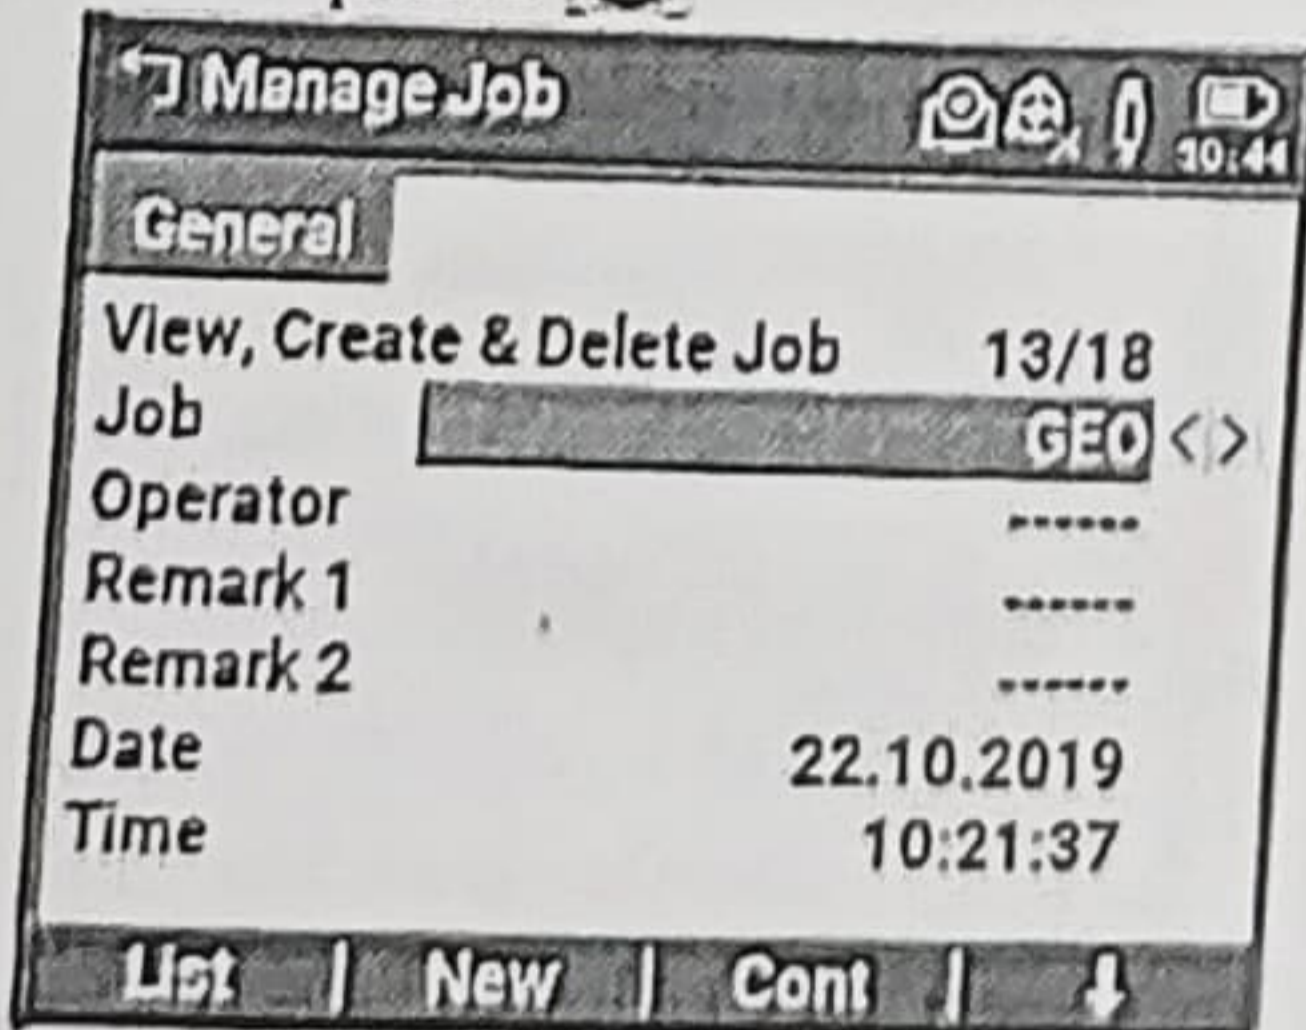 Manage Job
10:44
General
View, Create & Delete Job 13/18
Job GEO <>
Operator ------
Remark 1 ------
Remark 2 ------
Date 22.10.2019
Time 10:21:37
List | New | Cont |